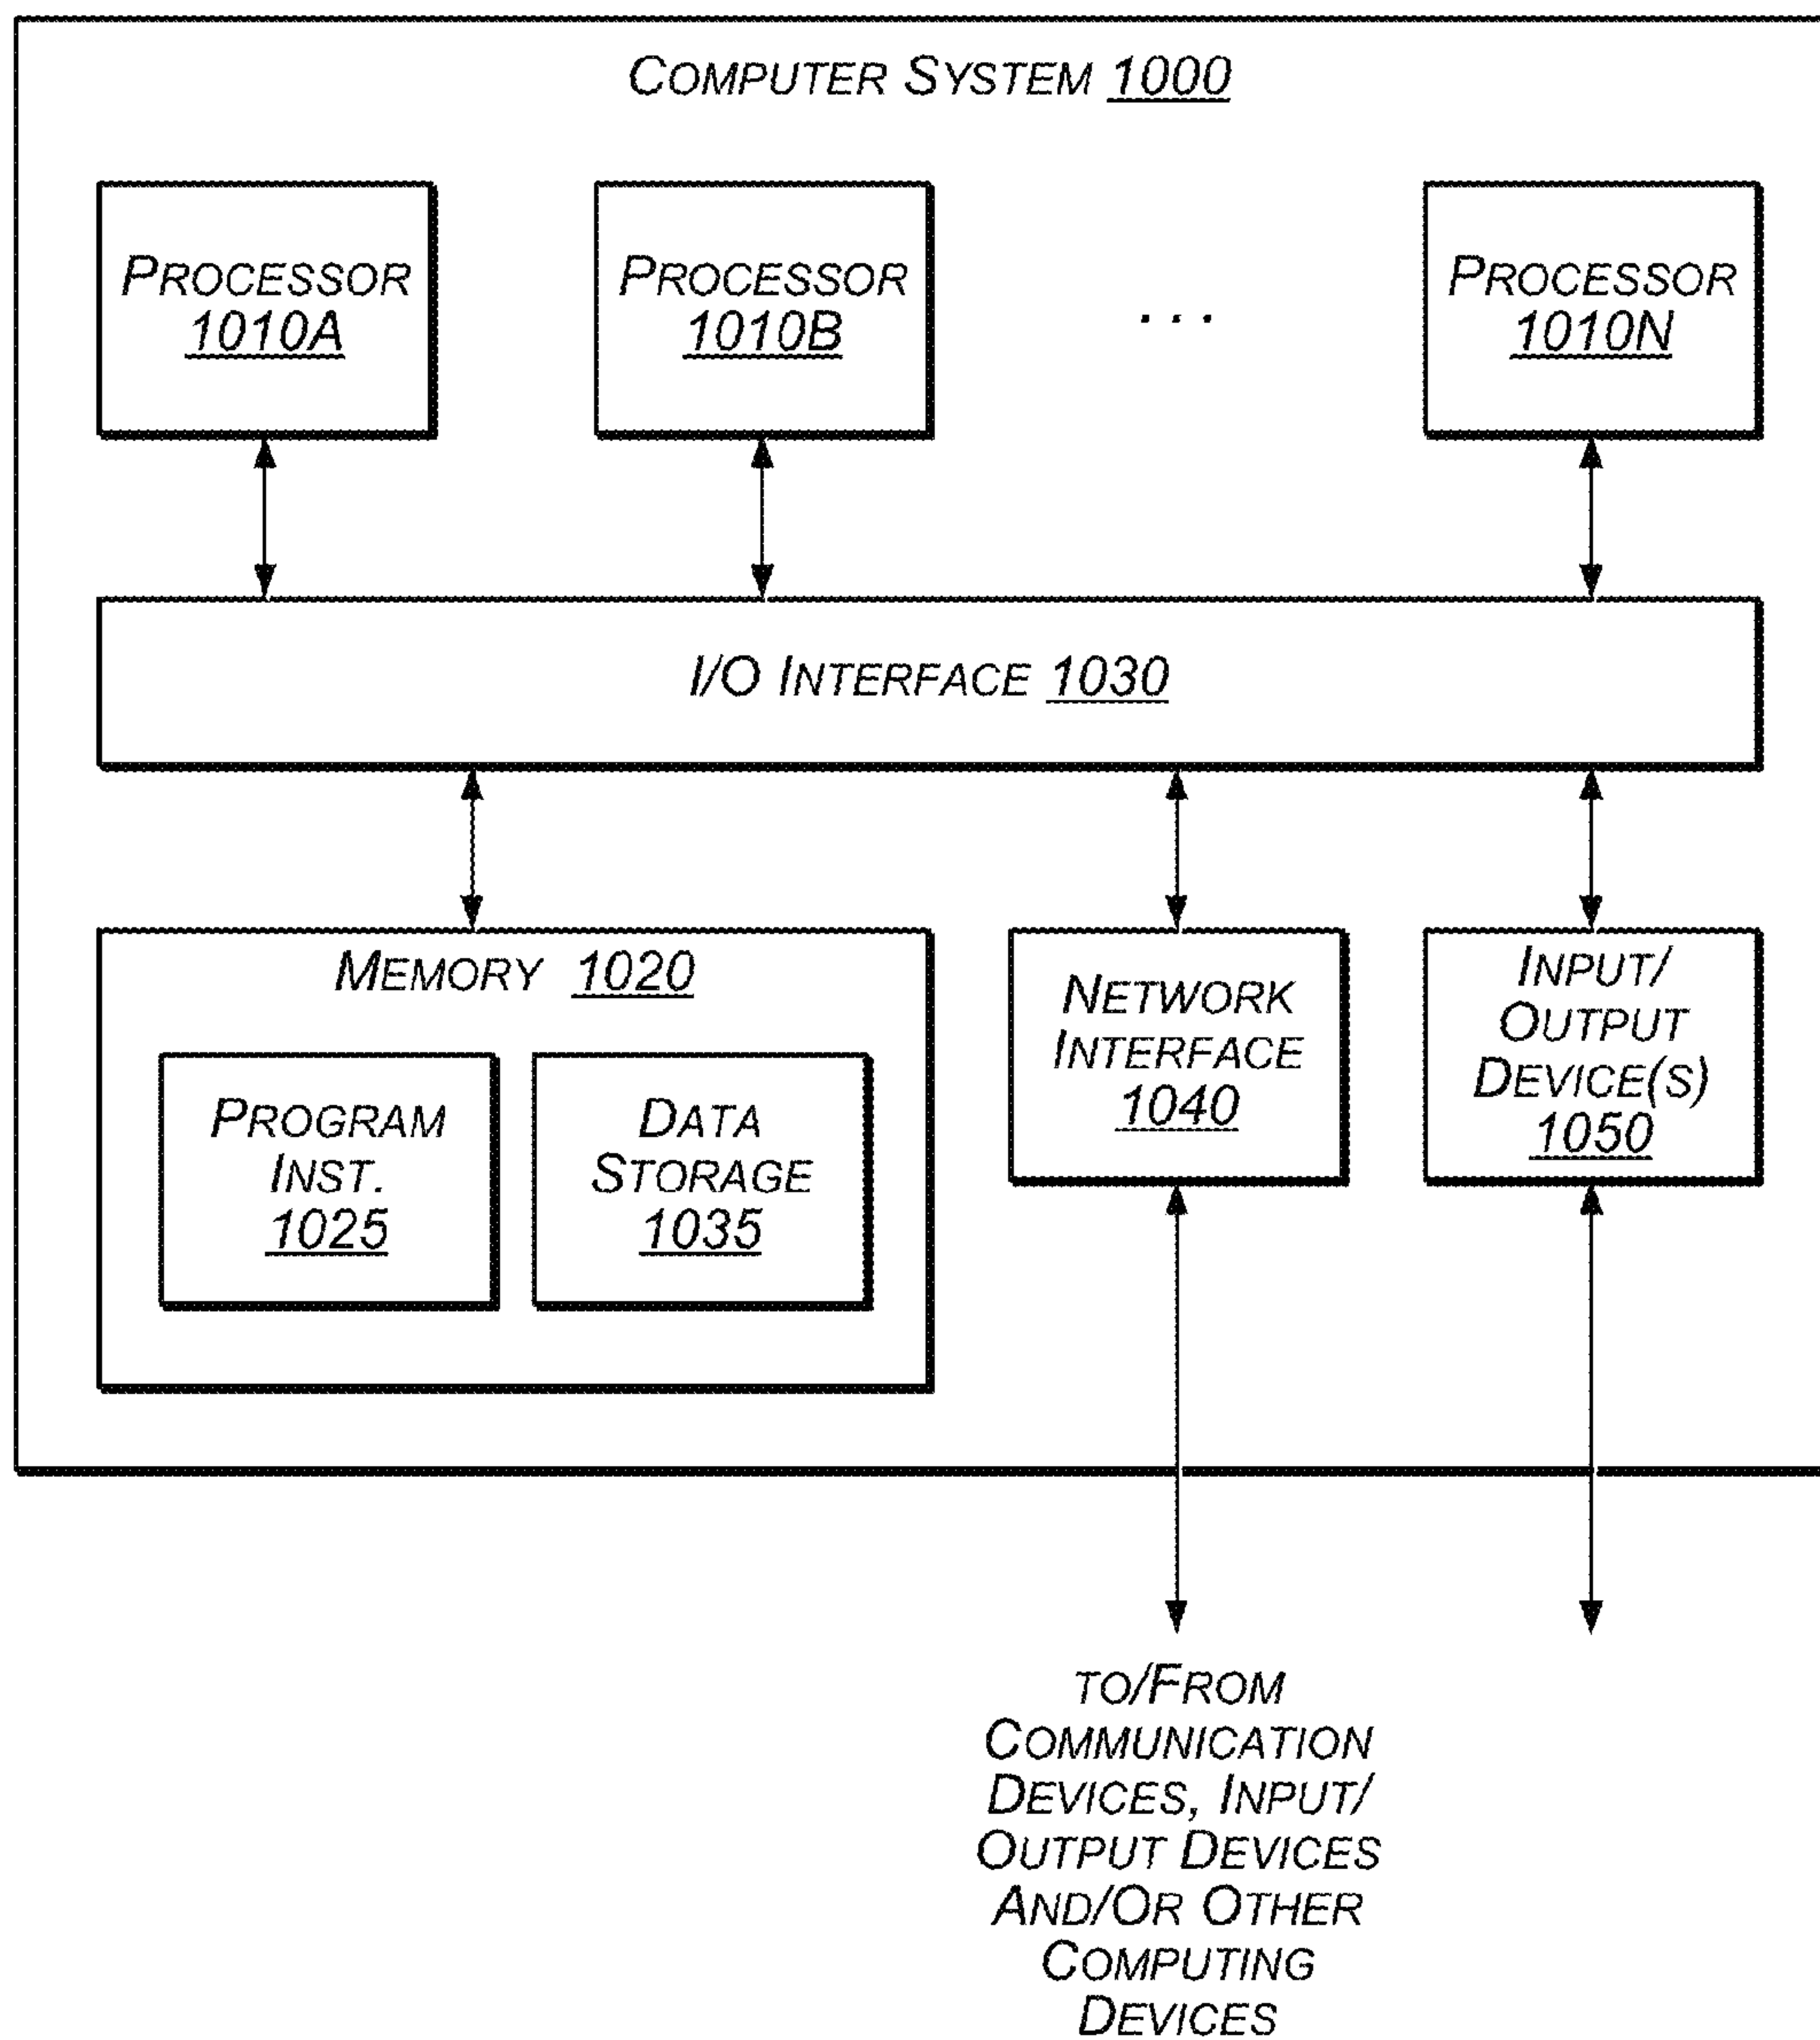 COMPUTER SYSTEM 1000
PROCESSOR
1010A
PROCESSOR
1010B
...
PROCESSOR
1010N
I/O INTERFACE 1030
MEMORY 1020
PROGRAM
INST.
1025
DATA
STORAGE
1035
NETWORK
INTERFACE
1040
INPUT/
OUTPUT
DEVICE(S)
1050
TO/FROM
COMMUNICATION
DEVICES, INPUT/
OUTPUT DEVICES
AND/OR OTHER
COMPUTING
DEVICES